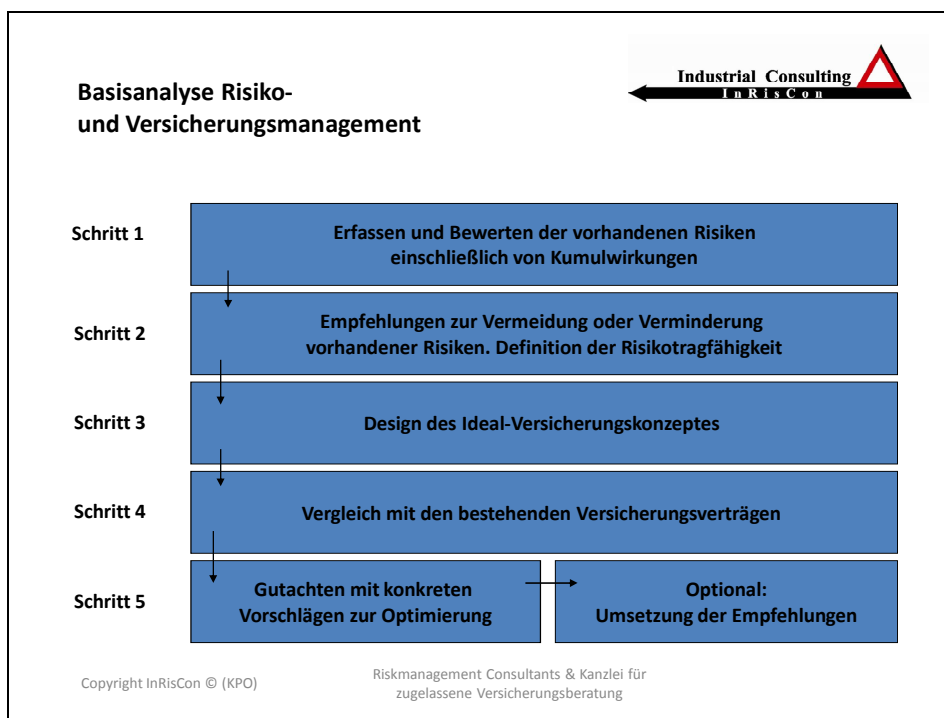 Basisanalyse Risiko-
und Versicherungsmanagement
Industrial Consulting
InRisCon
Schritt 1
Erfassen und Bewerten der vorhandenen Risiken
einschließlich von Kumulwirkungen
Schritt 2
Empfehlungen zur Vermeidung oder Verminderung
vorhandener Risiken. Definition der Risikotragfähigkeit
Schritt 3
Design des Ideal-Versicherungskonzeptes
Schritt 4
Vergleich mit den bestehenden Versicherungsverträgen
Schritt 5
Gutachten mit konkreten
Vorschlägen zur Optimierung
Optional:
Umsetzung der Empfehlungen
Copyright InRisCon © (KPO)
Riskmanagement Consultants & Kanzlei für
zugelassene Versicherungsberatung